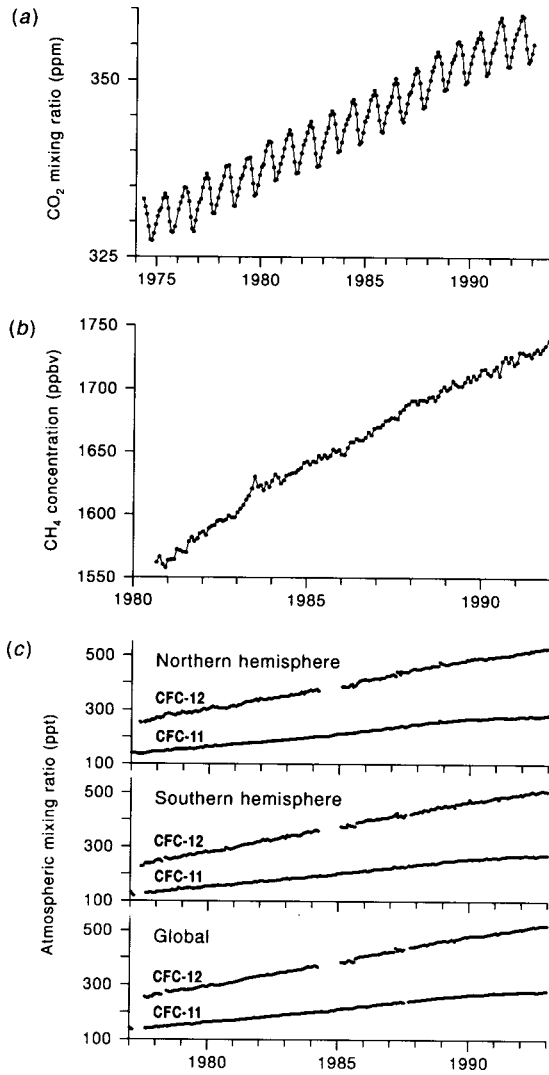 (a)
CO₂ mixing ratio (ppm)
350
325
1975 1980 1985 1990
(b)
CH₄ concentration (ppbv)
1750
1700
1650
1600
1550
1980 1985 1990
(c)
Atmospheric mixing ratio (ppt)
500
Northern hemisphere
CFC-12
300
CFC-11
100
500
Southern hemisphere
CFC-12
300
CFC-11
100
500
Global
CFC-12
300
CFC-11
100
1980 1985 1990